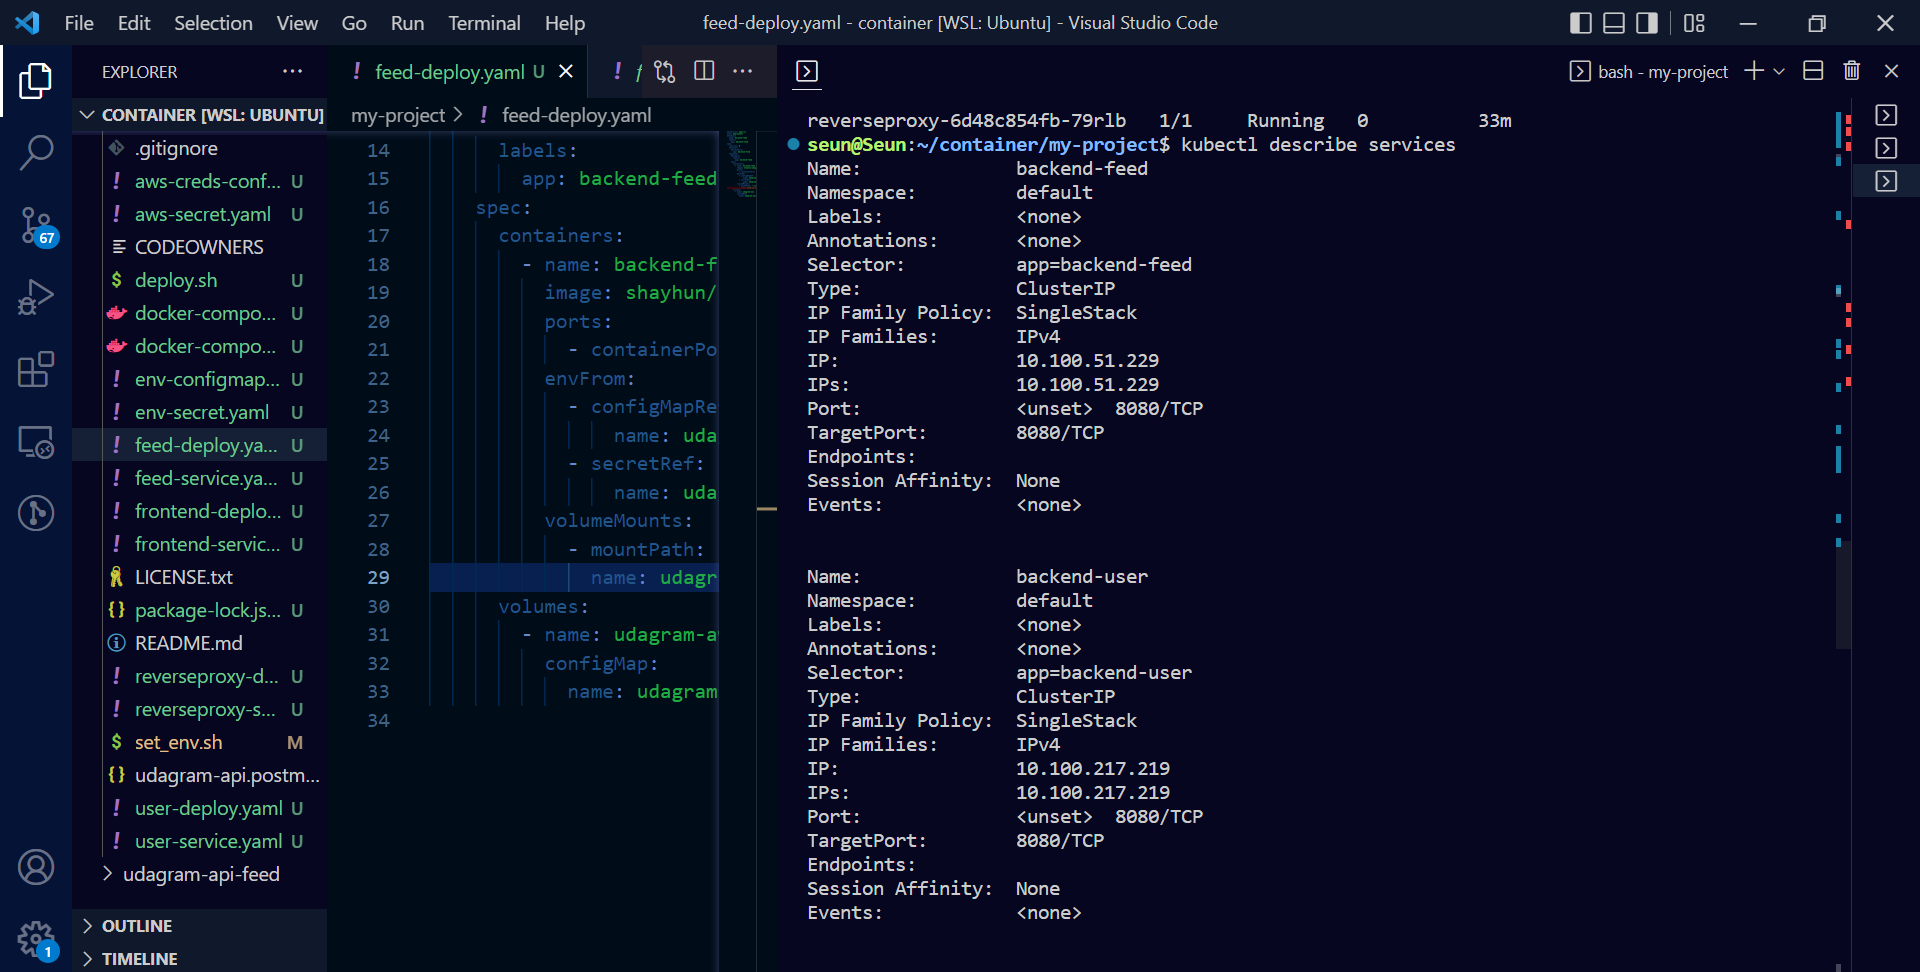 File Edit Selection View Go Run Terminal Help
feed-deploy.yaml - container [WSL: Ubuntu] - Visual Studio Code
EXPLORER
CONTAINER [WSL: UBUNTU]
.gitignore
! aws-creds-conf... U
! aws-secret.yaml U
CODEOWNERS
$ deploy.sh U
docker-compo... U
docker-compo... U
! env-configmap... U
! env-secret.yaml U
! feed-deploy.ya... U
! feed-service.ya... U
! frontend-deplo... U
! frontend-servic... U
LICENSE.txt
{} package-lock.js... U
README.md
! reverseproxy-d... U
! reverseproxy-s... U
$ set_env.sh M
{} udagram-api.postm...
! user-deploy.yaml U
! user-service.yaml U
udagram-api-feed
OUTLINE
TIMELINE
67
1
! feed-deploy.yaml U
! f
my-project > ! feed-deploy.yaml
14 labels:
15 app: backend-feed
16 spec:
17 containers:
18 - name: backend-f
19 image: shayhun/
20 ports:
21 - containerPo
22 envFrom:
23 - configMapRe
24 name: uda
25 - secretRef:
26 name: uda
27 volumeMounts:
28 - mountPath:
29 name: udagr
30 volumes:
31 - name: udagram-a
32 configMap:
33 name: udagram
34
bash - my-project
reverseproxy-6d48c854fb-79rlb 1/1 Running 0 33m
seun@Seun:~/container/my-project$ kubectl describe services
Name: backend-feed
Namespace: default
Labels: <none>
Annotations: <none>
Selector: app=backend-feed
Type: ClusterIP
IP Family Policy: SingleStack
IP Families: IPv4
IP: 10.100.51.229
IPs: 10.100.51.229
Port: <unset> 8080/TCP
TargetPort: 8080/TCP
Endpoints:
Session Affinity: None
Events: <none>
Name: backend-user
Namespace: default
Labels: <none>
Annotations: <none>
Selector: app=backend-user
Type: ClusterIP
IP Family Policy: SingleStack
IP Families: IPv4
IP: 10.100.217.219
IPs: 10.100.217.219
Port: <unset> 8080/TCP
TargetPort: 8080/TCP
Endpoints:
Session Affinity: None
Events: <none>